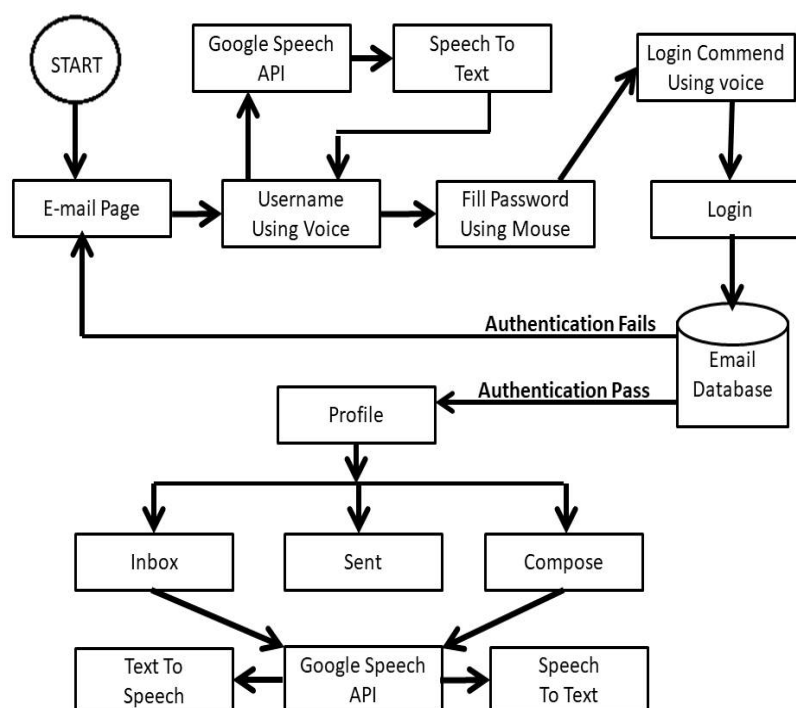 START
Google Speech
API
Speech To
Text
Login Commend
Using voice
E-mail Page
Username
Using Voice
Fill Password
Using Mouse
Login
Authentication Fails
Email
Database
Authentication Pass
Profile
Inbox
Sent
Compose
Text To
Speech
Google Speech
API
Speech
To Text